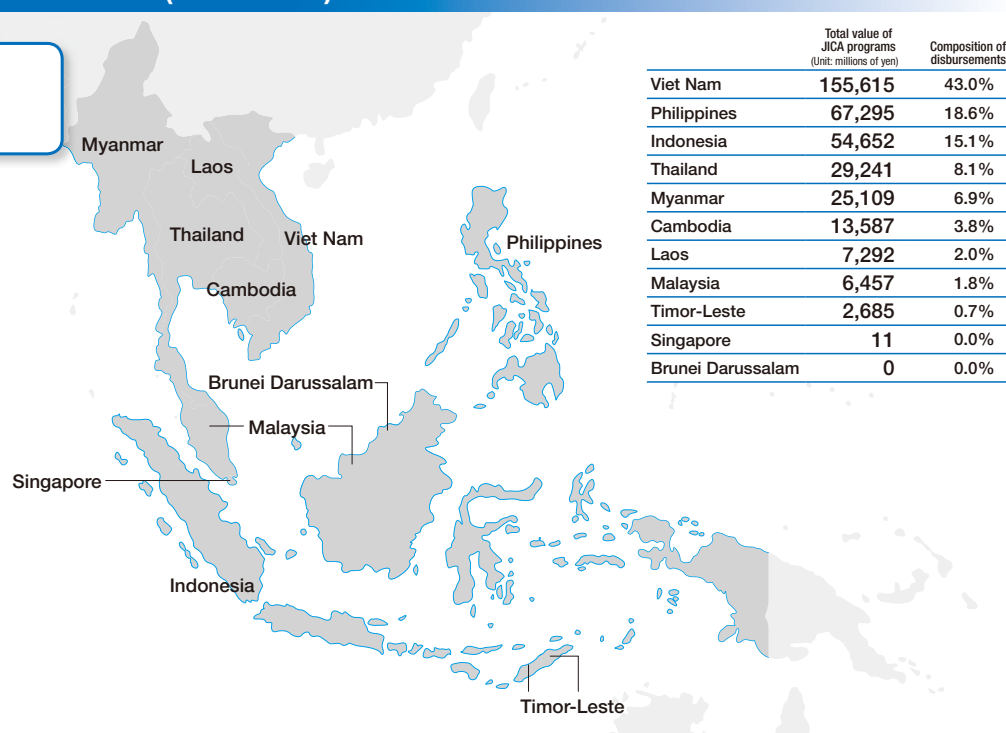 Total value of
JICA programs
(Unit: millions of yen)
Composition of
disbursements
Viet Nam 155,615 43.0%
Philippines 67,295 18.6%
Indonesia 54,652 15.1%
Thailand 29,241 8.1%
Myanmar 25,109 6.9%
Cambodia 13,587 3.8%
Laos 7,292 2.0%
Malaysia 6,457 1.8%
Timor-Leste 2,685 0.7%
Singapore 11 0.0%
Brunei Darussalam 0 0.0%
Myanmar
Laos
Thailand
Viet Nam
Philippines
Cambodia
Brunei Darussalam
Malaysia
Singapore
Indonesia
Timor-Leste